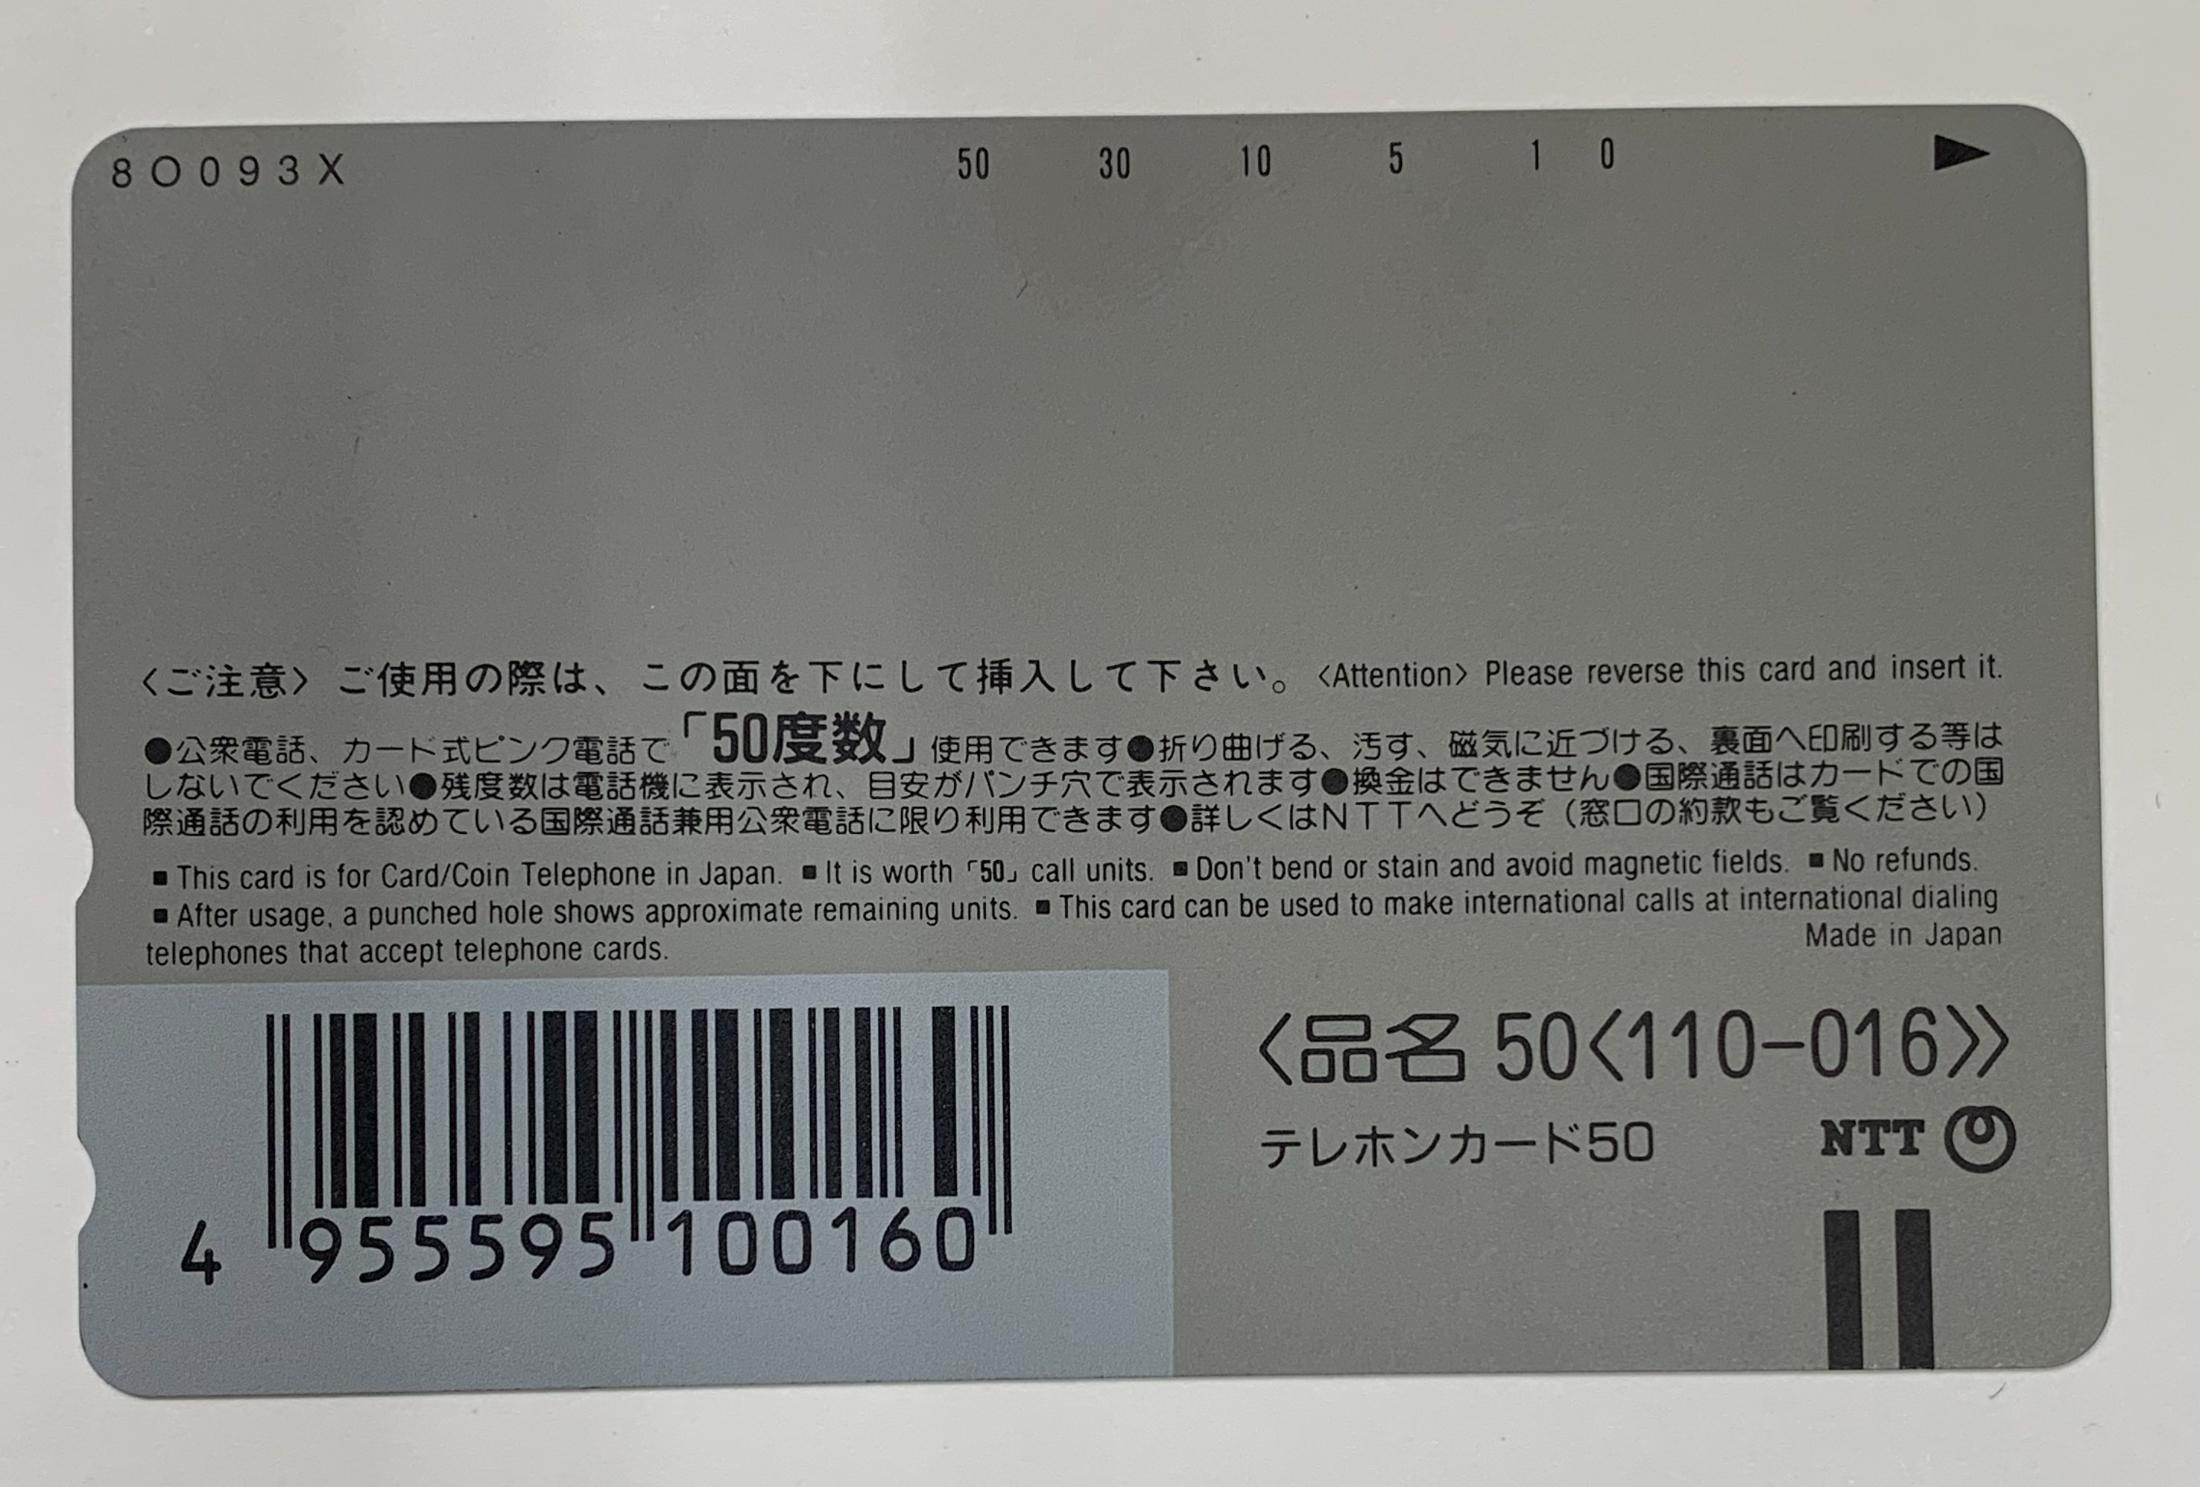 8O093X 50 30 10 5 1 0
〈ご注意〉ご使用の際は、この面を下にして挿入して下さい。〈Attention〉Please reverse this card and insert it.
●公衆電話、カード式ピンク電話で「50度数」使用できます●折り曲げる、汚す、磁気に近づける、裏面へ印刷する等は
しないでください●残度数は電話機に表示され、目安がパンチ穴で表示されます●換金はできません●国際通話はカードでの国
際通話の利用を認めている国際通話兼用公衆電話に限り利用できます●詳しくはNTTへどうぞ（窓口の約款もご覧ください）
■This card is for Card/Coin Telephone in Japan. ■It is worth「50」call units. ■Don't bend or stain and avoid magnetic fields. ■No refunds.
■After usage, a punched hole shows approximate remaining units. ■This card can be used to make international calls at international dialing
telephones that accept telephone cards. Made in Japan
〈品名 50〈110−016〉〉
テレホンカード50 NTT
4 955595 100160